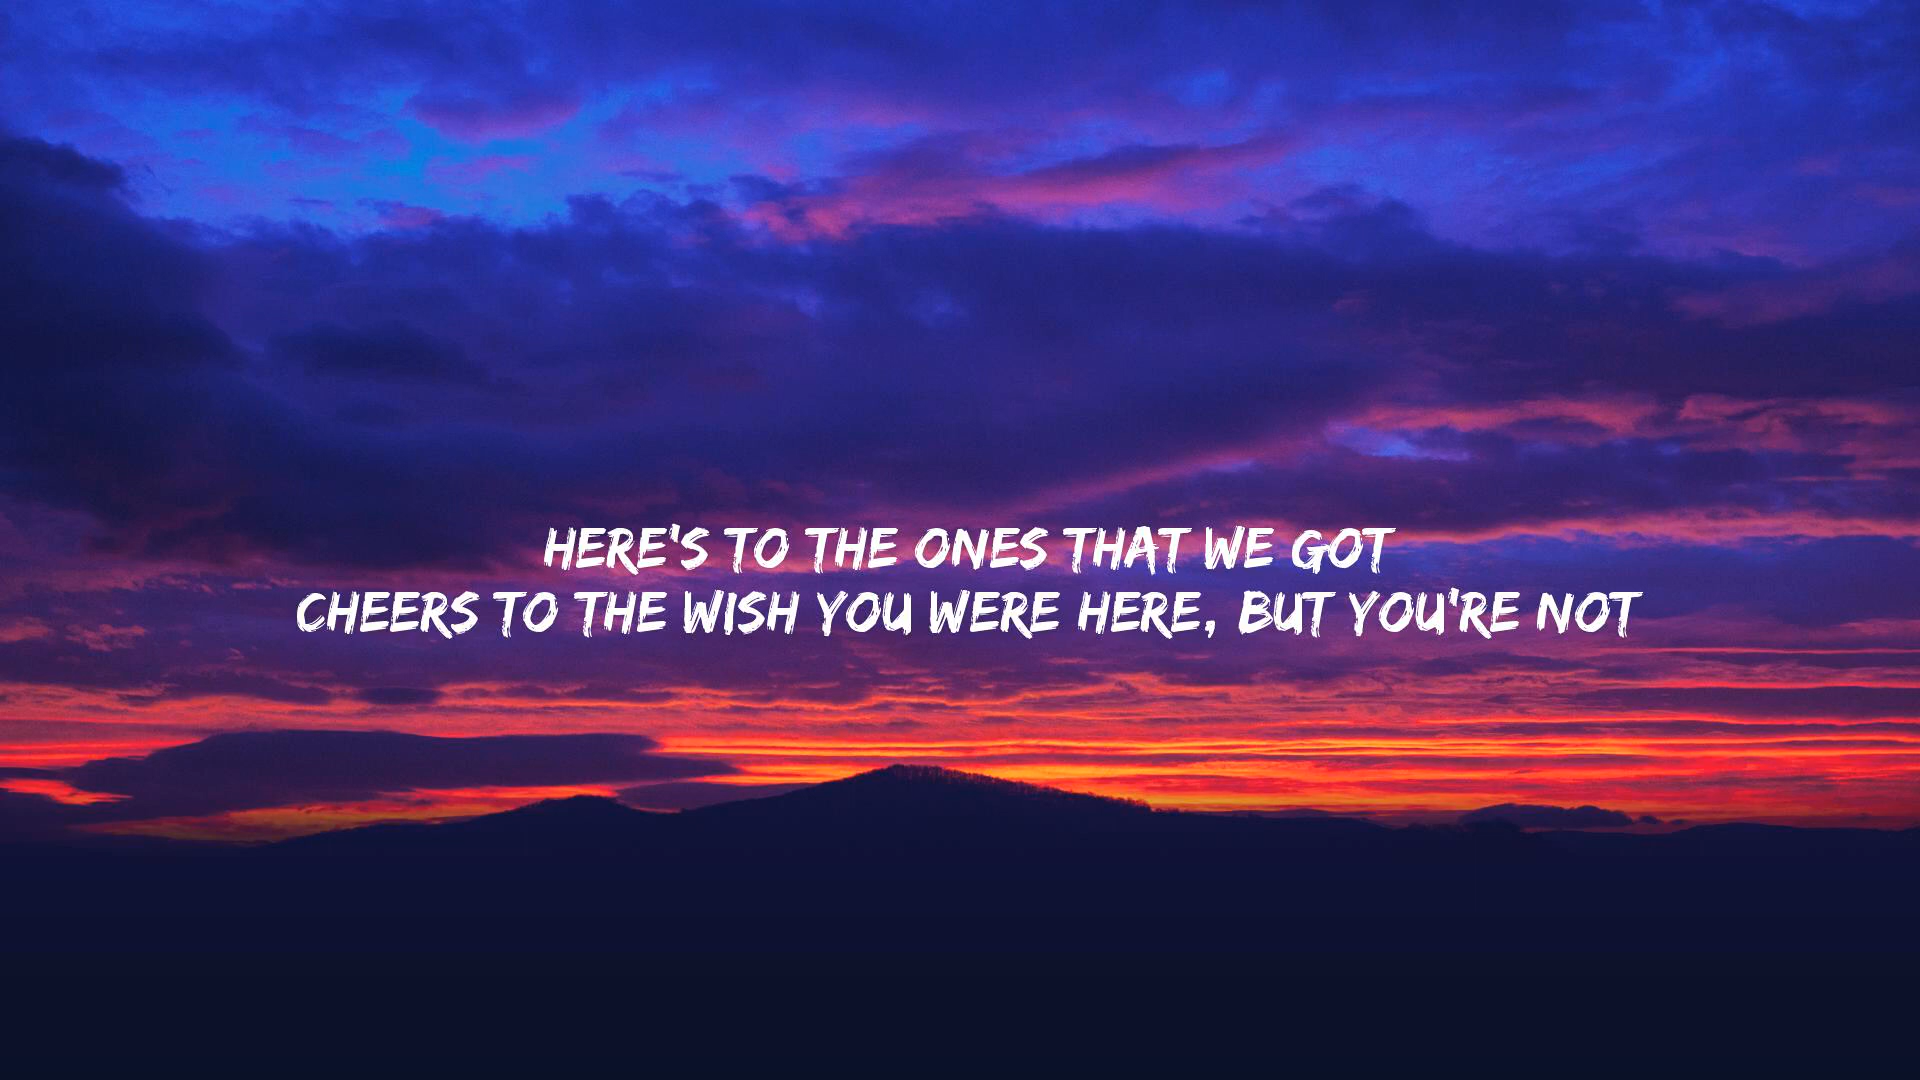 HERE'S TO THE ONES THAT WE GOT
CHEERS TO THE WISH YOU WERE HERE, BUT YOU'RE NOT